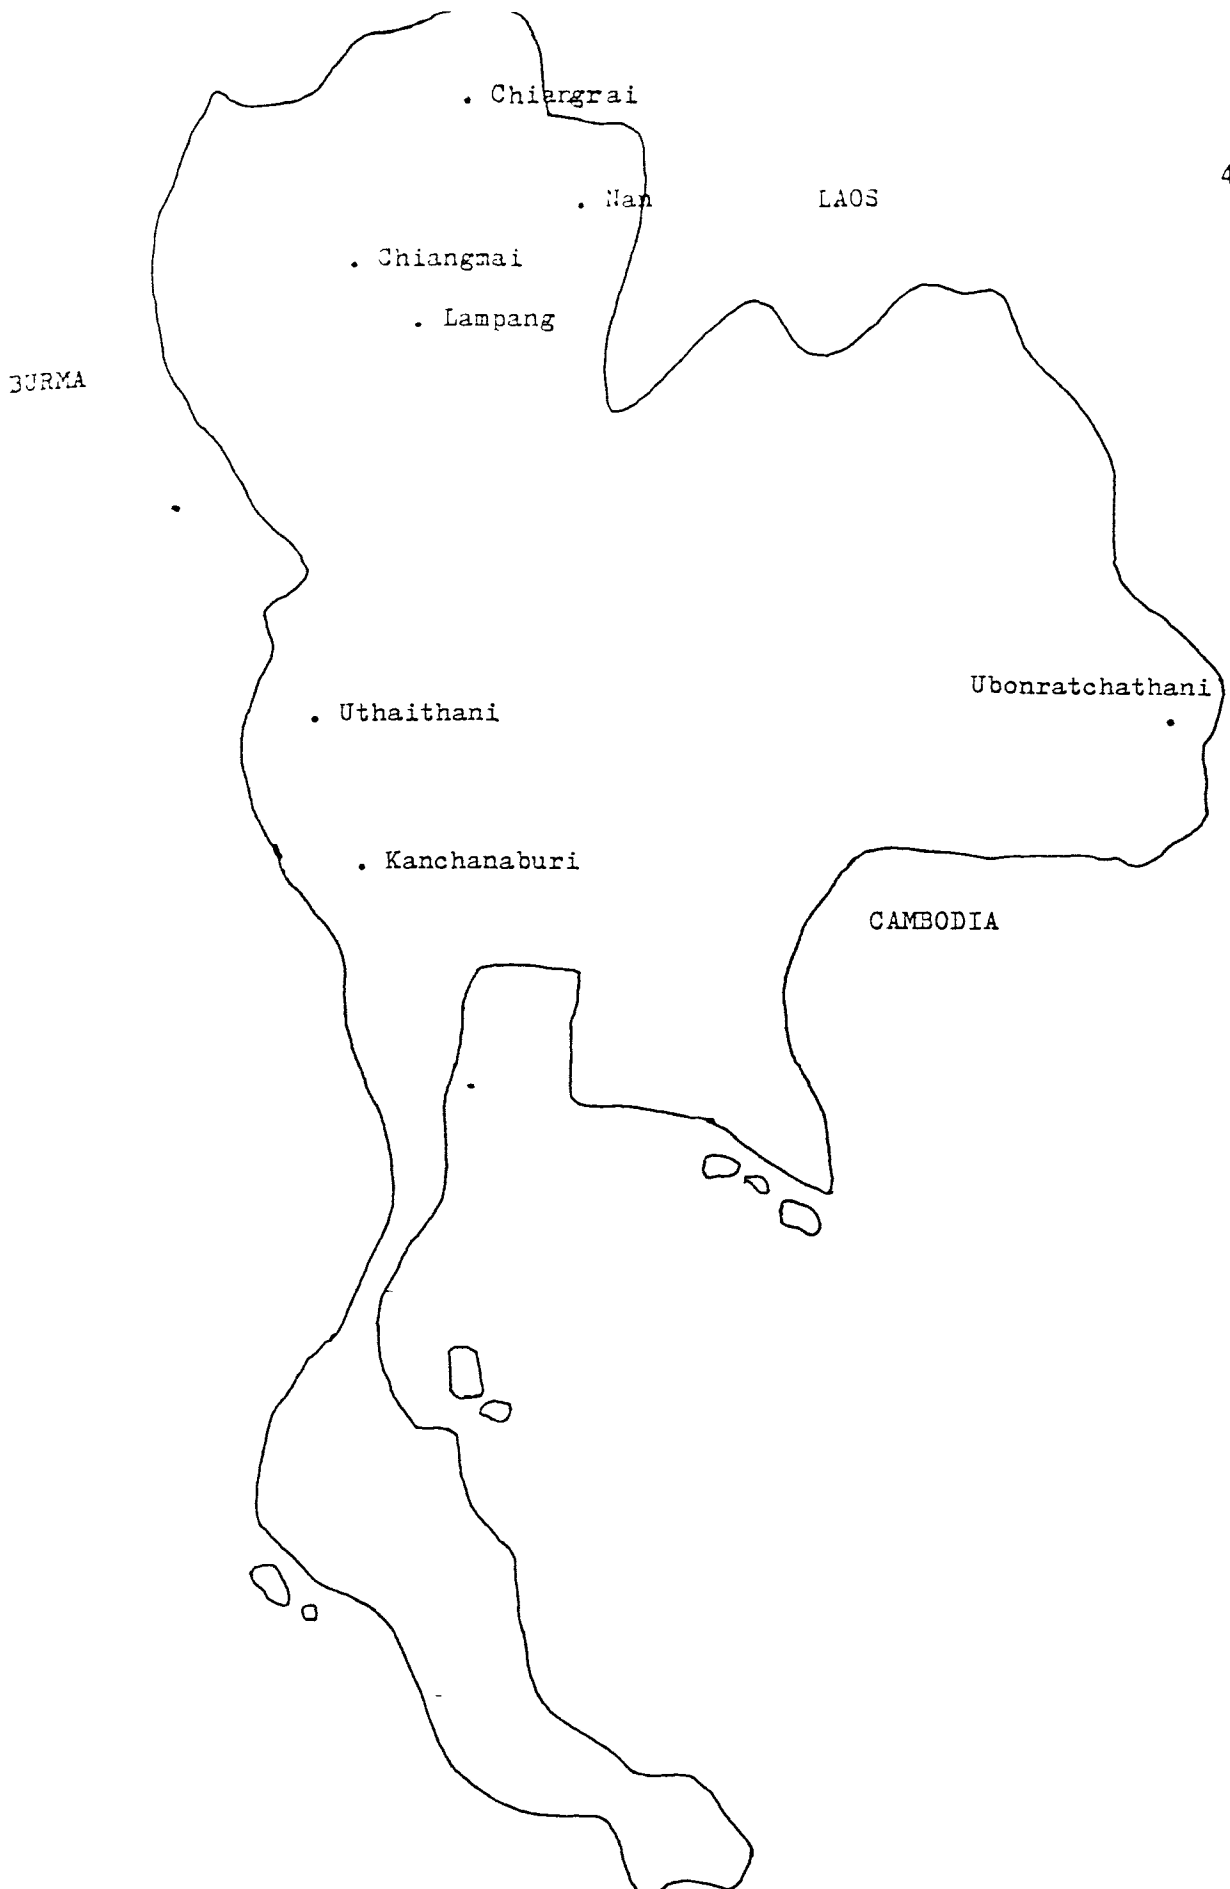 Chiangrai
4
Nan
LAOS
Chiangmai
Lampang
BURMA
Ubonratchathani
Uthaithani
Kanchanaburi
CAMBODIA